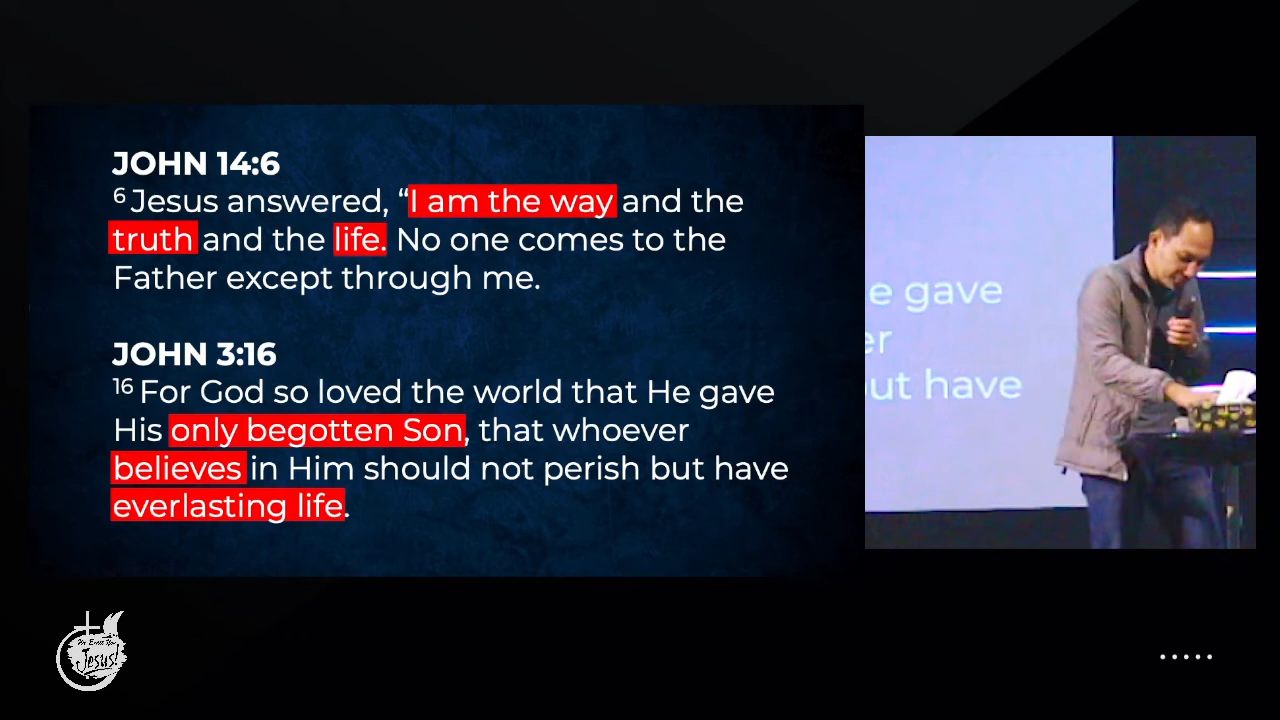 JOHN 14:6
6 Jesus answered, “I am the way and the
truth and the life. No one comes to the
Father except through me.
JOHN 3:16
16 For God so loved the world that He gave
His only begotten Son, that whoever
believes in Him should not perish but have
everlasting life.
e gave
er
out have
Jesus!